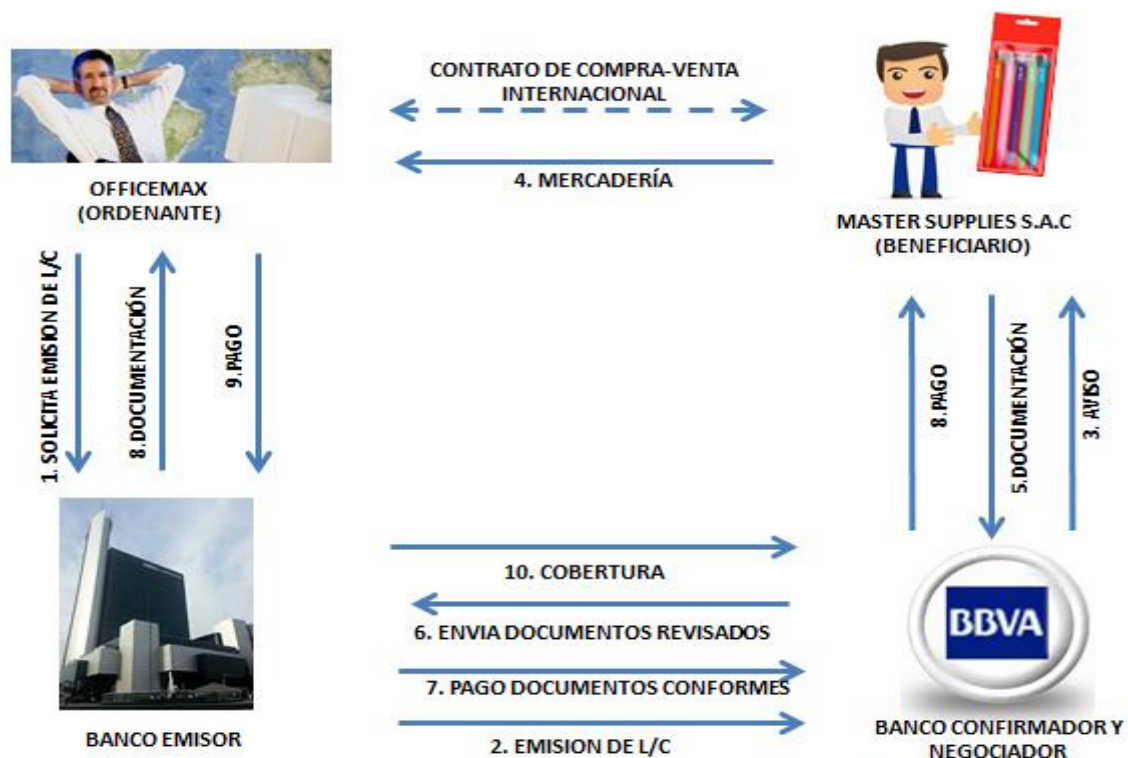 CONTRATO DE COMPRA-VENTA
INTERNACIONAL
4. MERCADERÍA
OFFICEMAX
(ORDENANTE)
MASTER SUPPLIES S.A.C
(BENEFICIARIO)
1. SOLICITA EMISION DE L/C
8.DOCUMENTACIÓN
9.PAGO
8.PAGO
5.DOCUMENTACIÓN
3. AVISO
10. COBERTURA
6. ENVIA DOCUMENTOS REVISADOS
7. PAGO DOCUMENTOS CONFORMES
2. EMISION DE L/C
BANCO EMISOR
BBVA
BANCO CONFIRMADOR Y
NEGOCIADOR